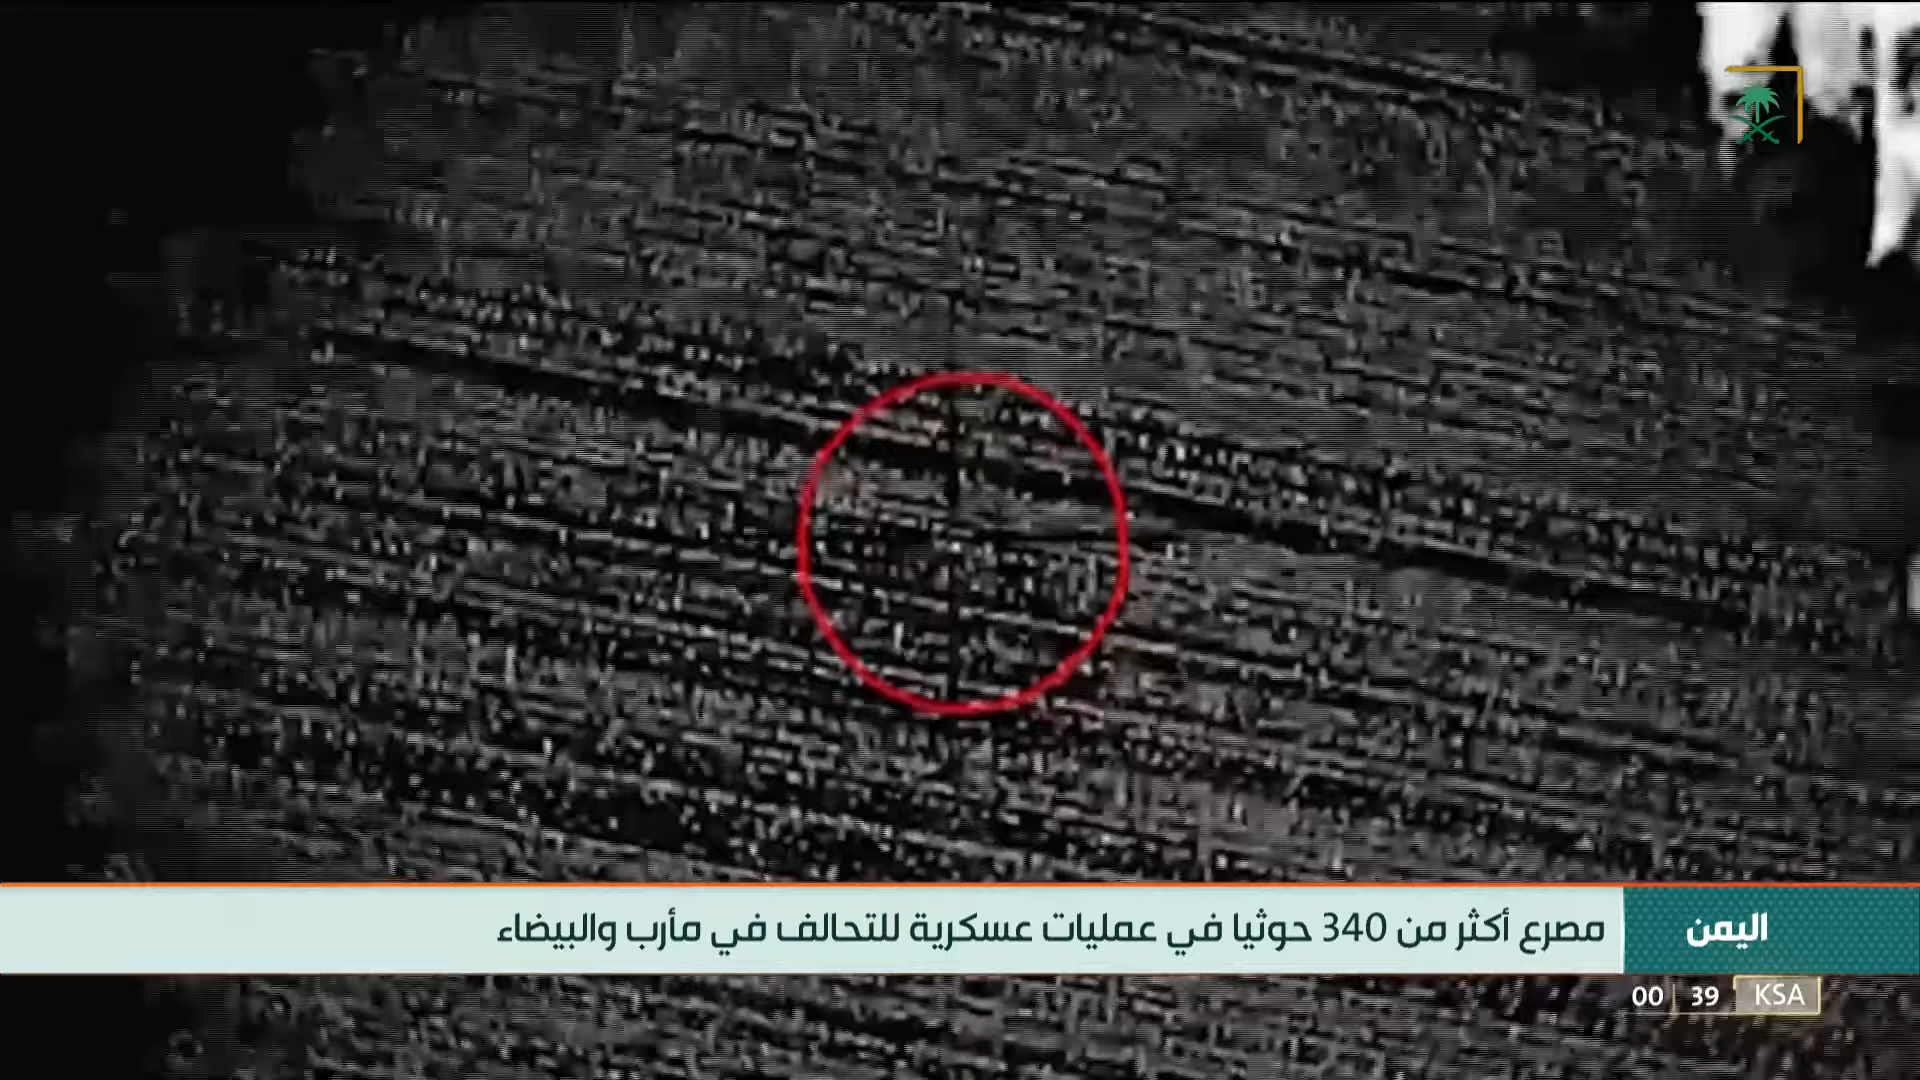 اليمن
مصرع أكثر من 340 حوثيا في عمليات عسكرية للتحالف في مأرب والبيضاء
00 39 KSA